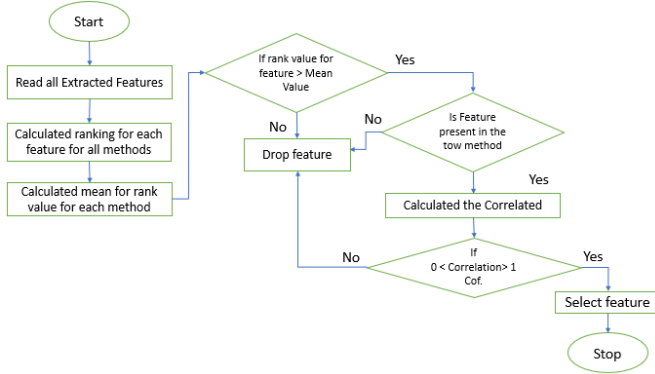 Start
Read all Extracted Features
Calculated ranking for each
feature for all methods
Calculated mean for rank
value for each method
If rank value for
feature > Mean
Value
Yes
No
Drop feature
Is Feature
present in the
tow method
No
Yes
Calculated the Correlated
If
0 < Correlation> 1
Cof.
No
Yes
Select feature
Stop